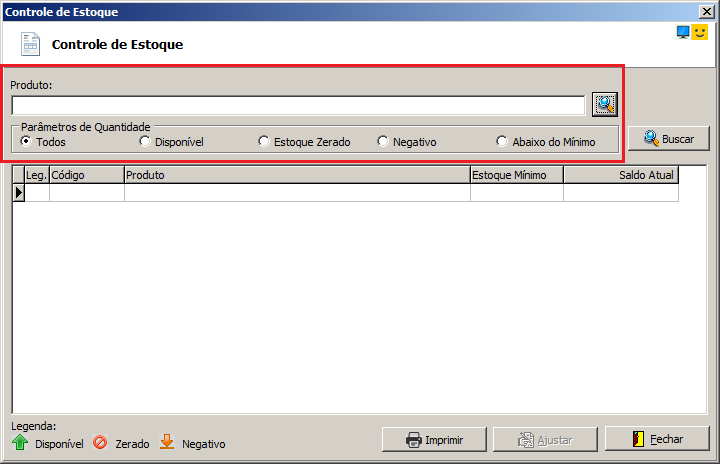 Controle de Estoque
Controle de Estoque
Produto:
Parâmetros de Quantidade
Todos Disponível Estoque Zerado Negativo Abaixo do Mínimo
Buscar
Leg. Código Produto Estoque Mínimo Saldo Atual
Legenda:
Disponível Zerado Negativo
Imprimir Ajustar Fechar